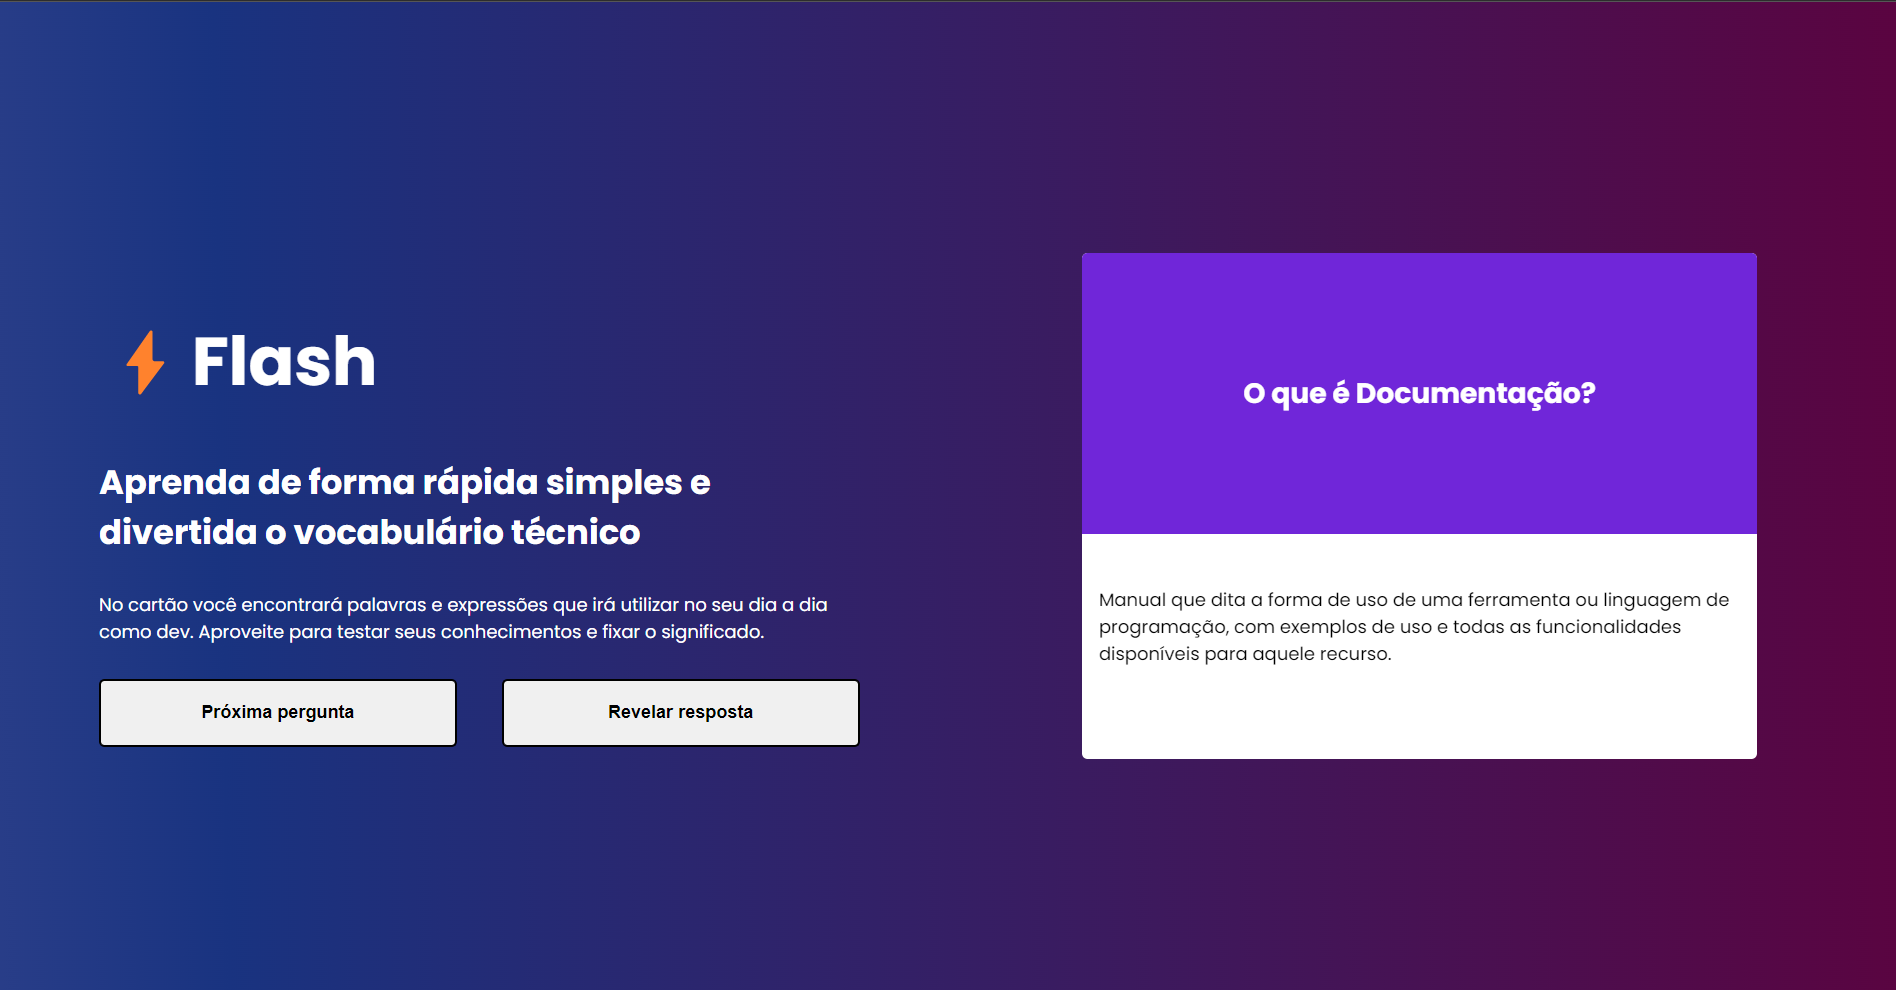 Flash
Aprenda de forma rápida simples e
divertida o vocabulário técnico
No cartão você encontrará palavras e expressões que irá utilizar no seu dia a dia
como dev. Aproveite para testar seus conhecimentos e fixar o significado.
Próxima pergunta
Revelar resposta
O que é Documentação?
Manual que dita a forma de uso de uma ferramenta ou linguagem de
programação, com exemplos de uso e todas as funcionalidades
disponíveis para aquele recurso.